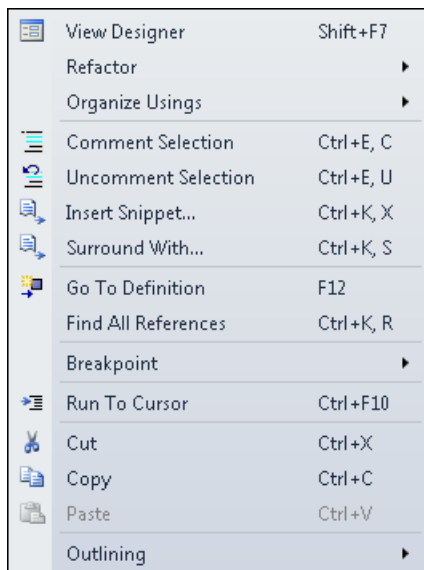 View Designer Shift+F7
Refactor
Organize Usings
Comment Selection Ctrl+E, C
Uncomment Selection Ctrl+E, U
Insert Snippet... Ctrl+K, X
Surround With... Ctrl+K, S
Go To Definition F12
Find All References Ctrl+K, R
Breakpoint
Run To Cursor Ctrl+F10
Cut Ctrl+X
Copy Ctrl+C
Paste Ctrl+V
Outlining